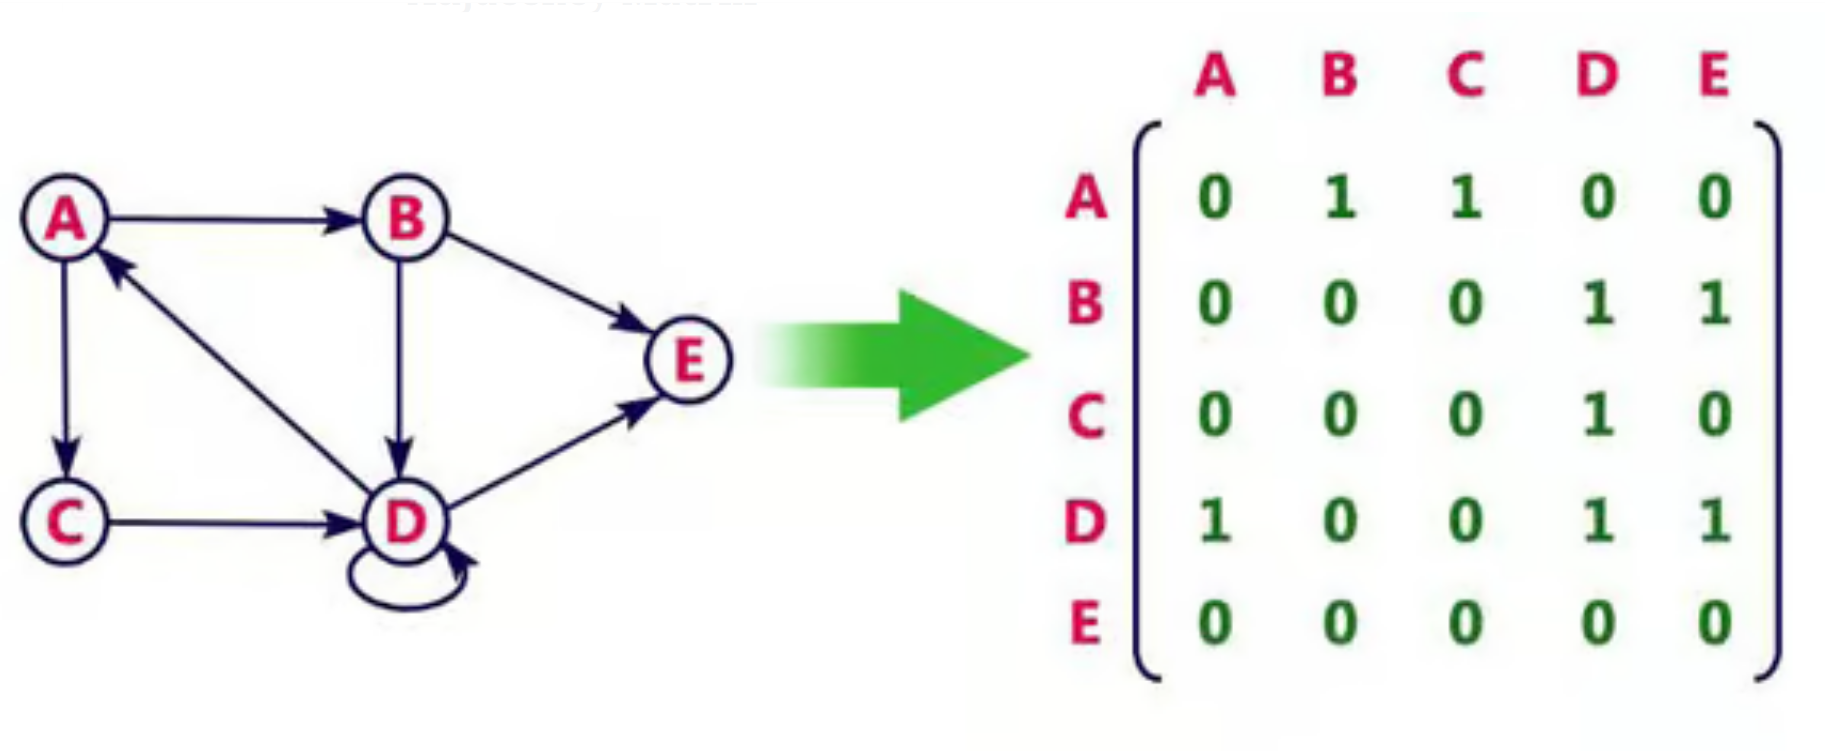 A B
E
C D
A B C D E
A 0 1 1 0 0
B 0 0 0 1 1
C 0 0 0 1 0
D 1 0 0 1 1
E 0 0 0 0 0